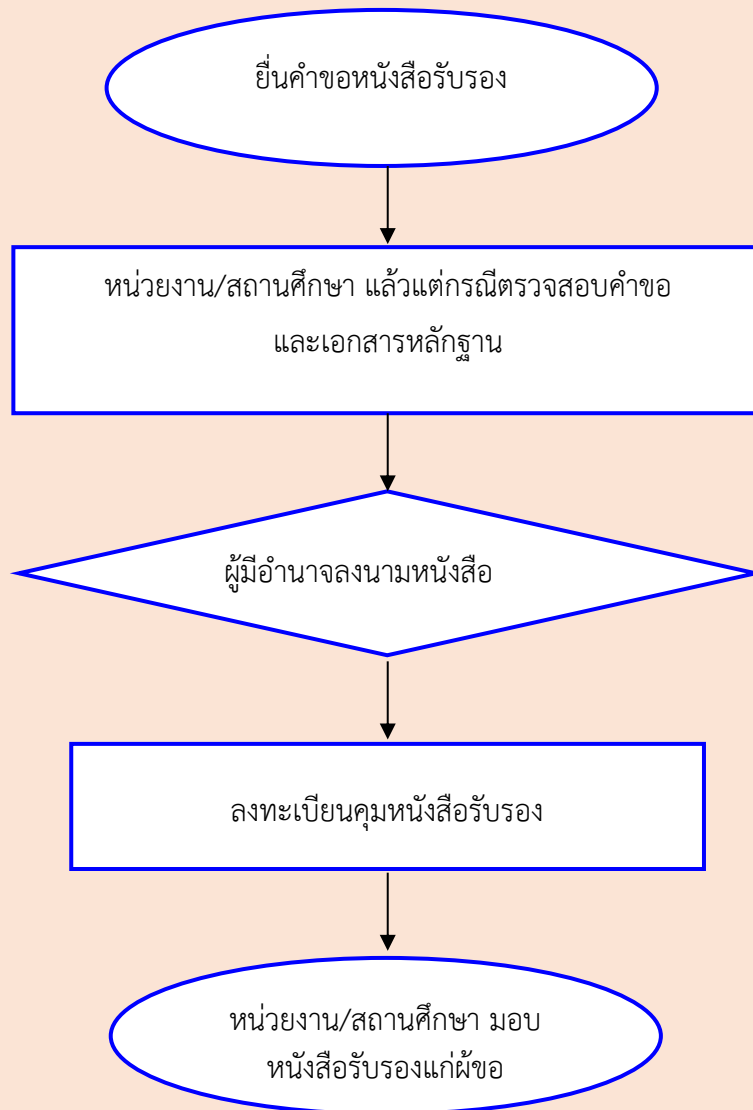 ยื่นคำขอหนังสือรับรอง
หน่วยงาน/สถานศึกษา แล้วแต่กรณีตรวจสอบคำขอ
และเอกสารหลักฐาน
ผู้มีอำนาจลงนามหนังสือ
ลงทะเบียนคุมหนังสือรับรอง
หน่วยงาน/สถานศึกษา มอบ
หนังสือรับรองแก่ผู้ขอ